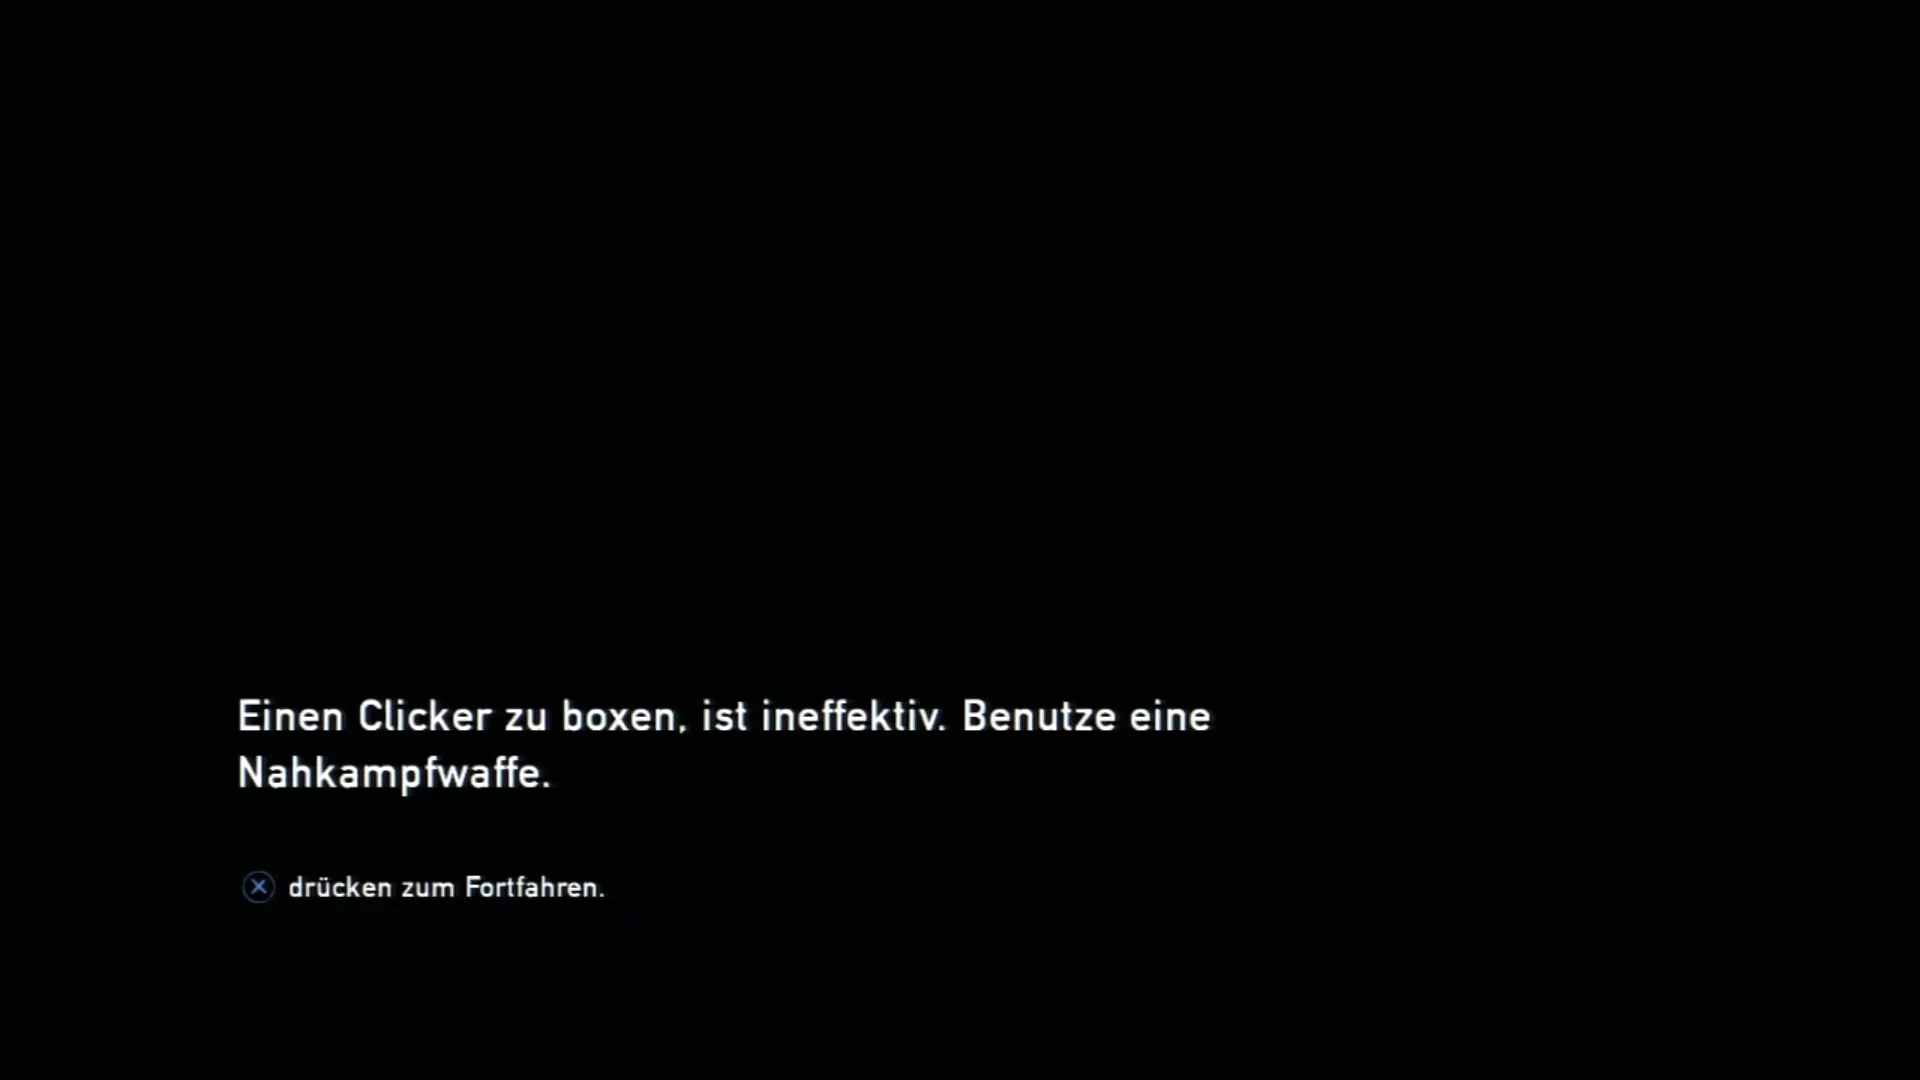 Einen Clicker zu boxen, ist ineffektiv. Benutze eine
Nahkampfwaffe.
drücken zum Fortfahren.